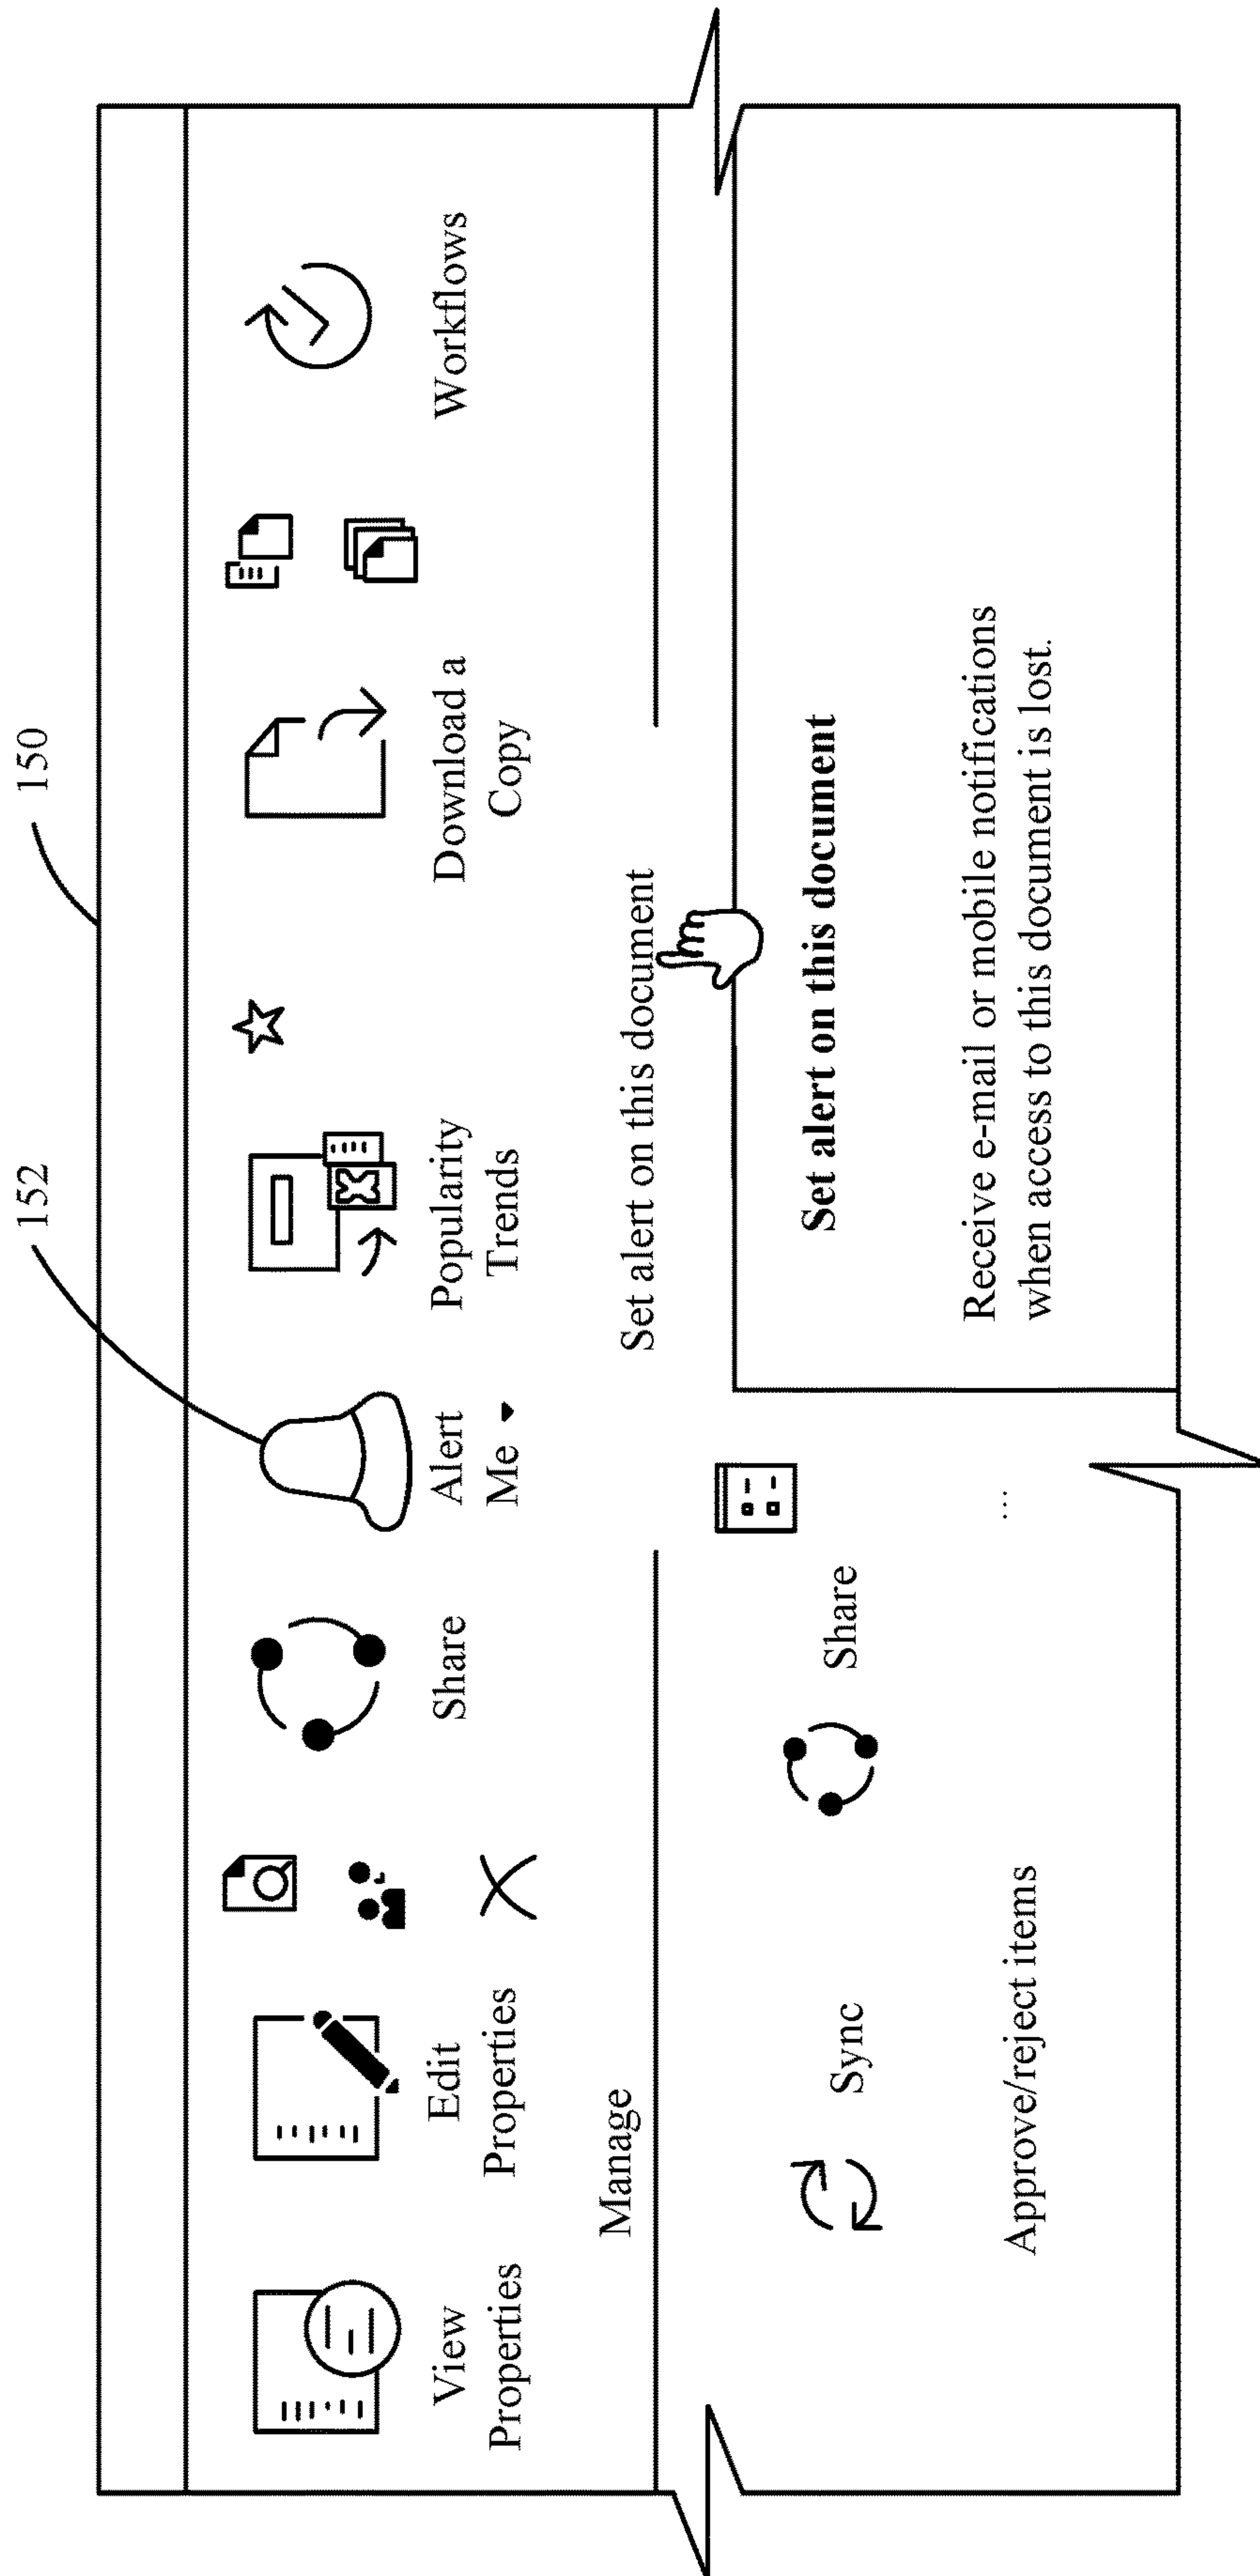 152
150
View
Properties
Edit
Properties
Share
Alert
Me
Popularity
Trends
Download a
Copy
Workflows
Manage
Set alert on this document
Sync
Share
Set alert on this document
Approve/reject items
...
Receive e-mail or mobile notifications
when access to this document is lost.